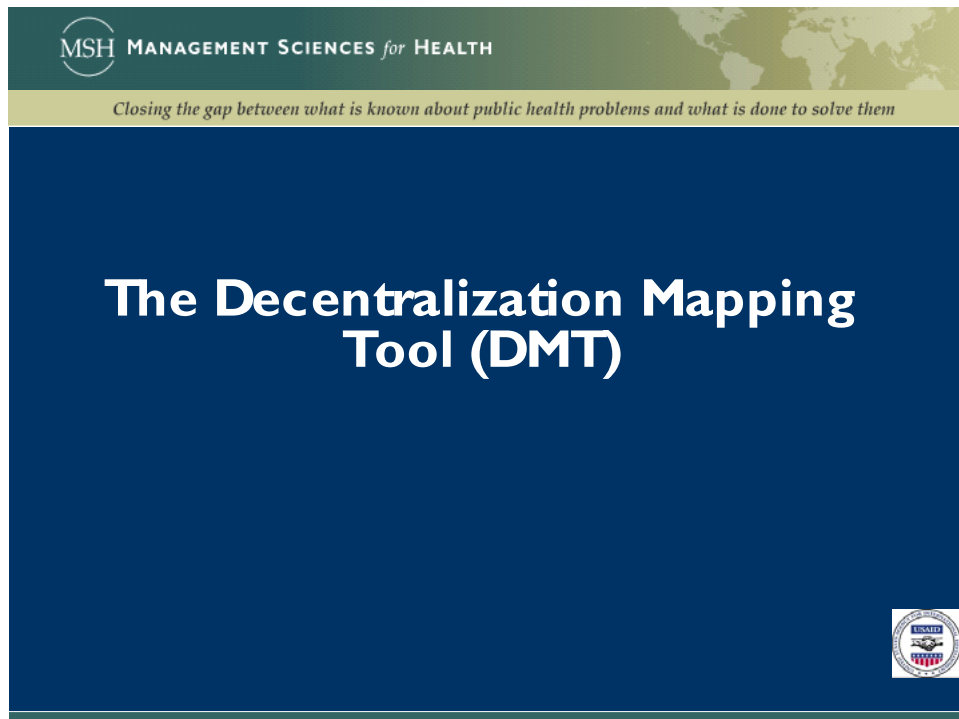 MSH MANAGEMENT SCIENCES for HEALTH
Closing the gap between what is known about public health problems and what is done to solve them
The Decentralization Mapping
Tool (DMT)
USAID